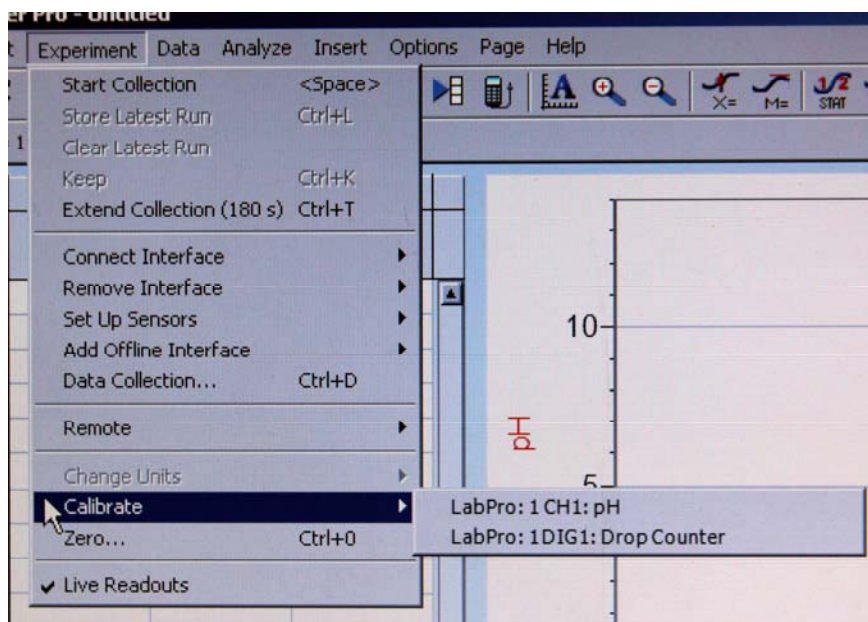 er Pro - Untitled
t Experiment Data Analyze Insert Options Page Help
Start Collection <Space>
Store Latest Run Ctrl+L
X= M= 1/2 STAT
1
Clear Latest Run
Keep Ctrl+K
Extend Collection (180 s) Ctrl+T
Connect Interface
Remove Interface
Set Up Sensors
Add Offline Interface
Data Collection... Ctrl+D
Remote
Change Units
Calibrate
LabPro: 1 CH1: pH
LabPro: 1DIG1: Drop Counter
Zero... Ctrl+0
Live Readouts
10
pH
5